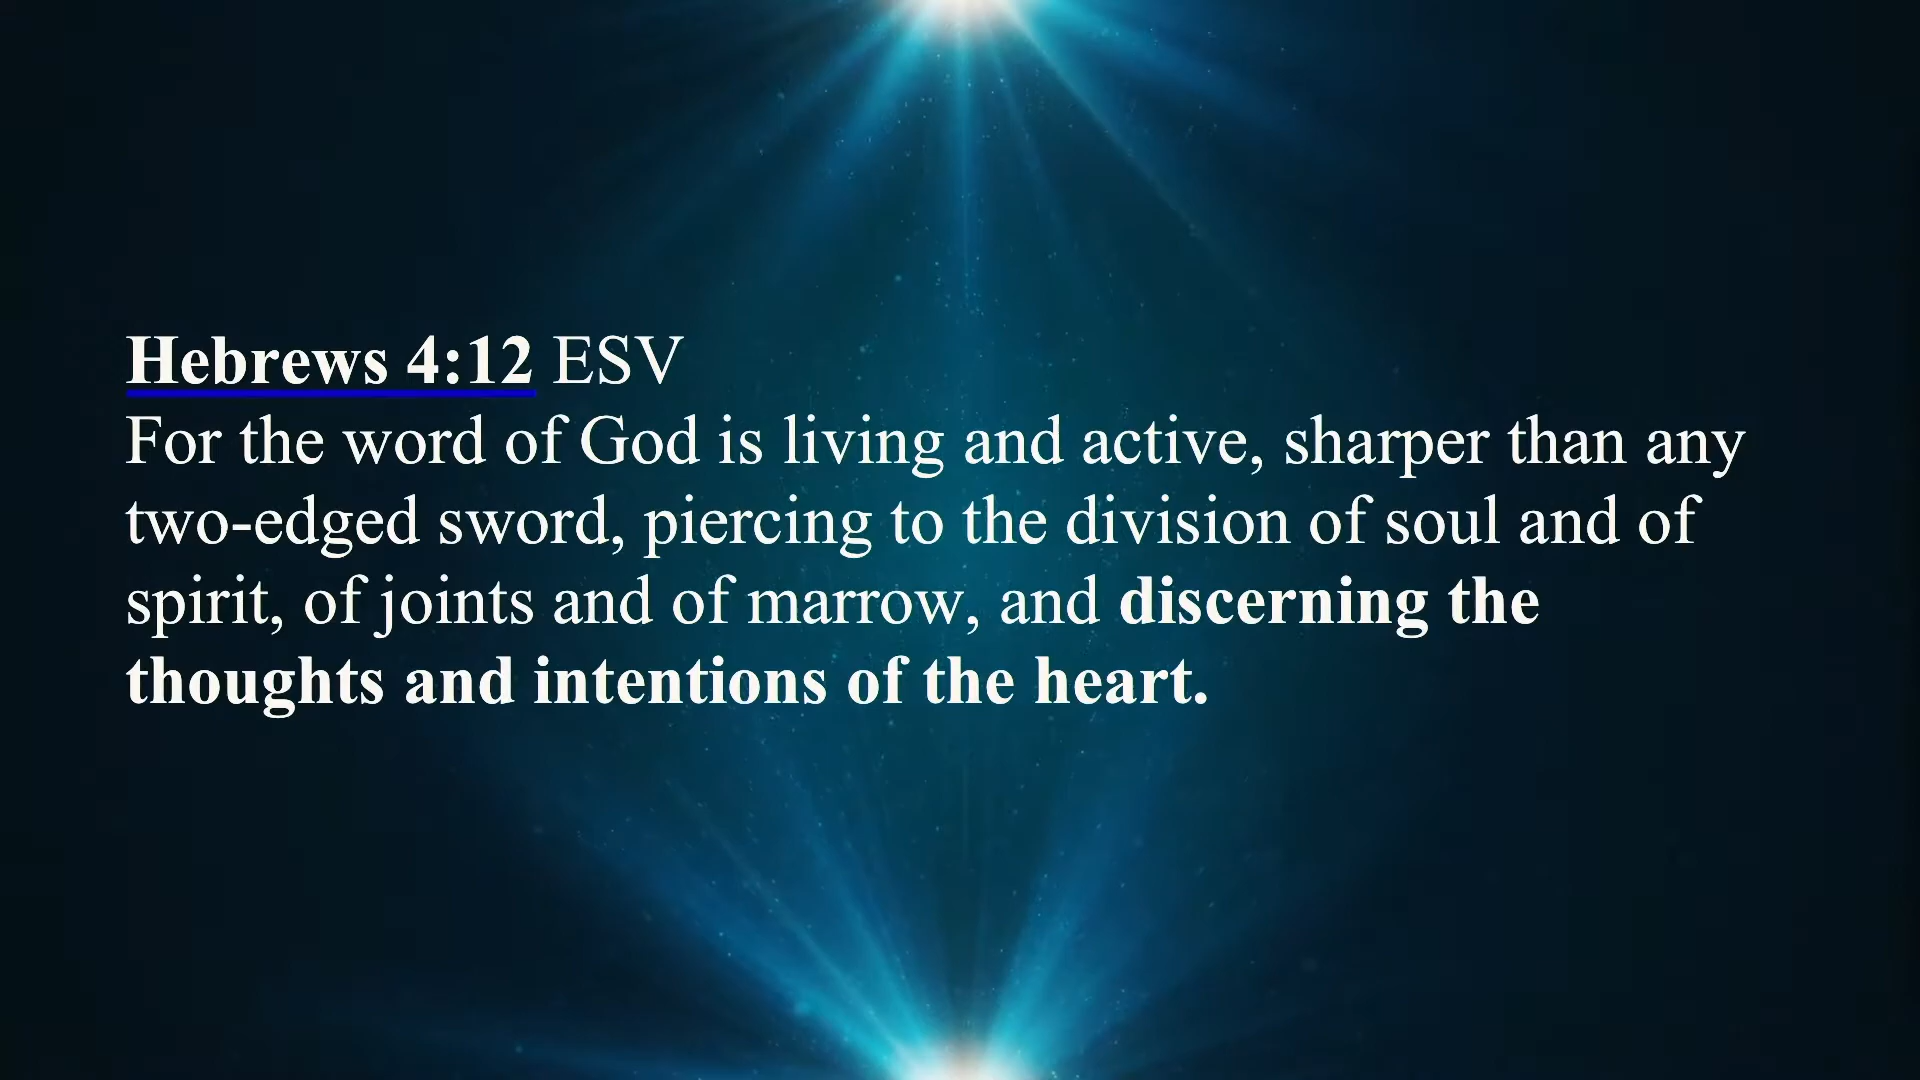 Hebrews 4:12 ESV
For the word of God is living and active, sharper than any
two-edged sword, piercing to the division of soul and of
spirit, of joints and of marrow, and discerning the
thoughts and intentions of the heart.